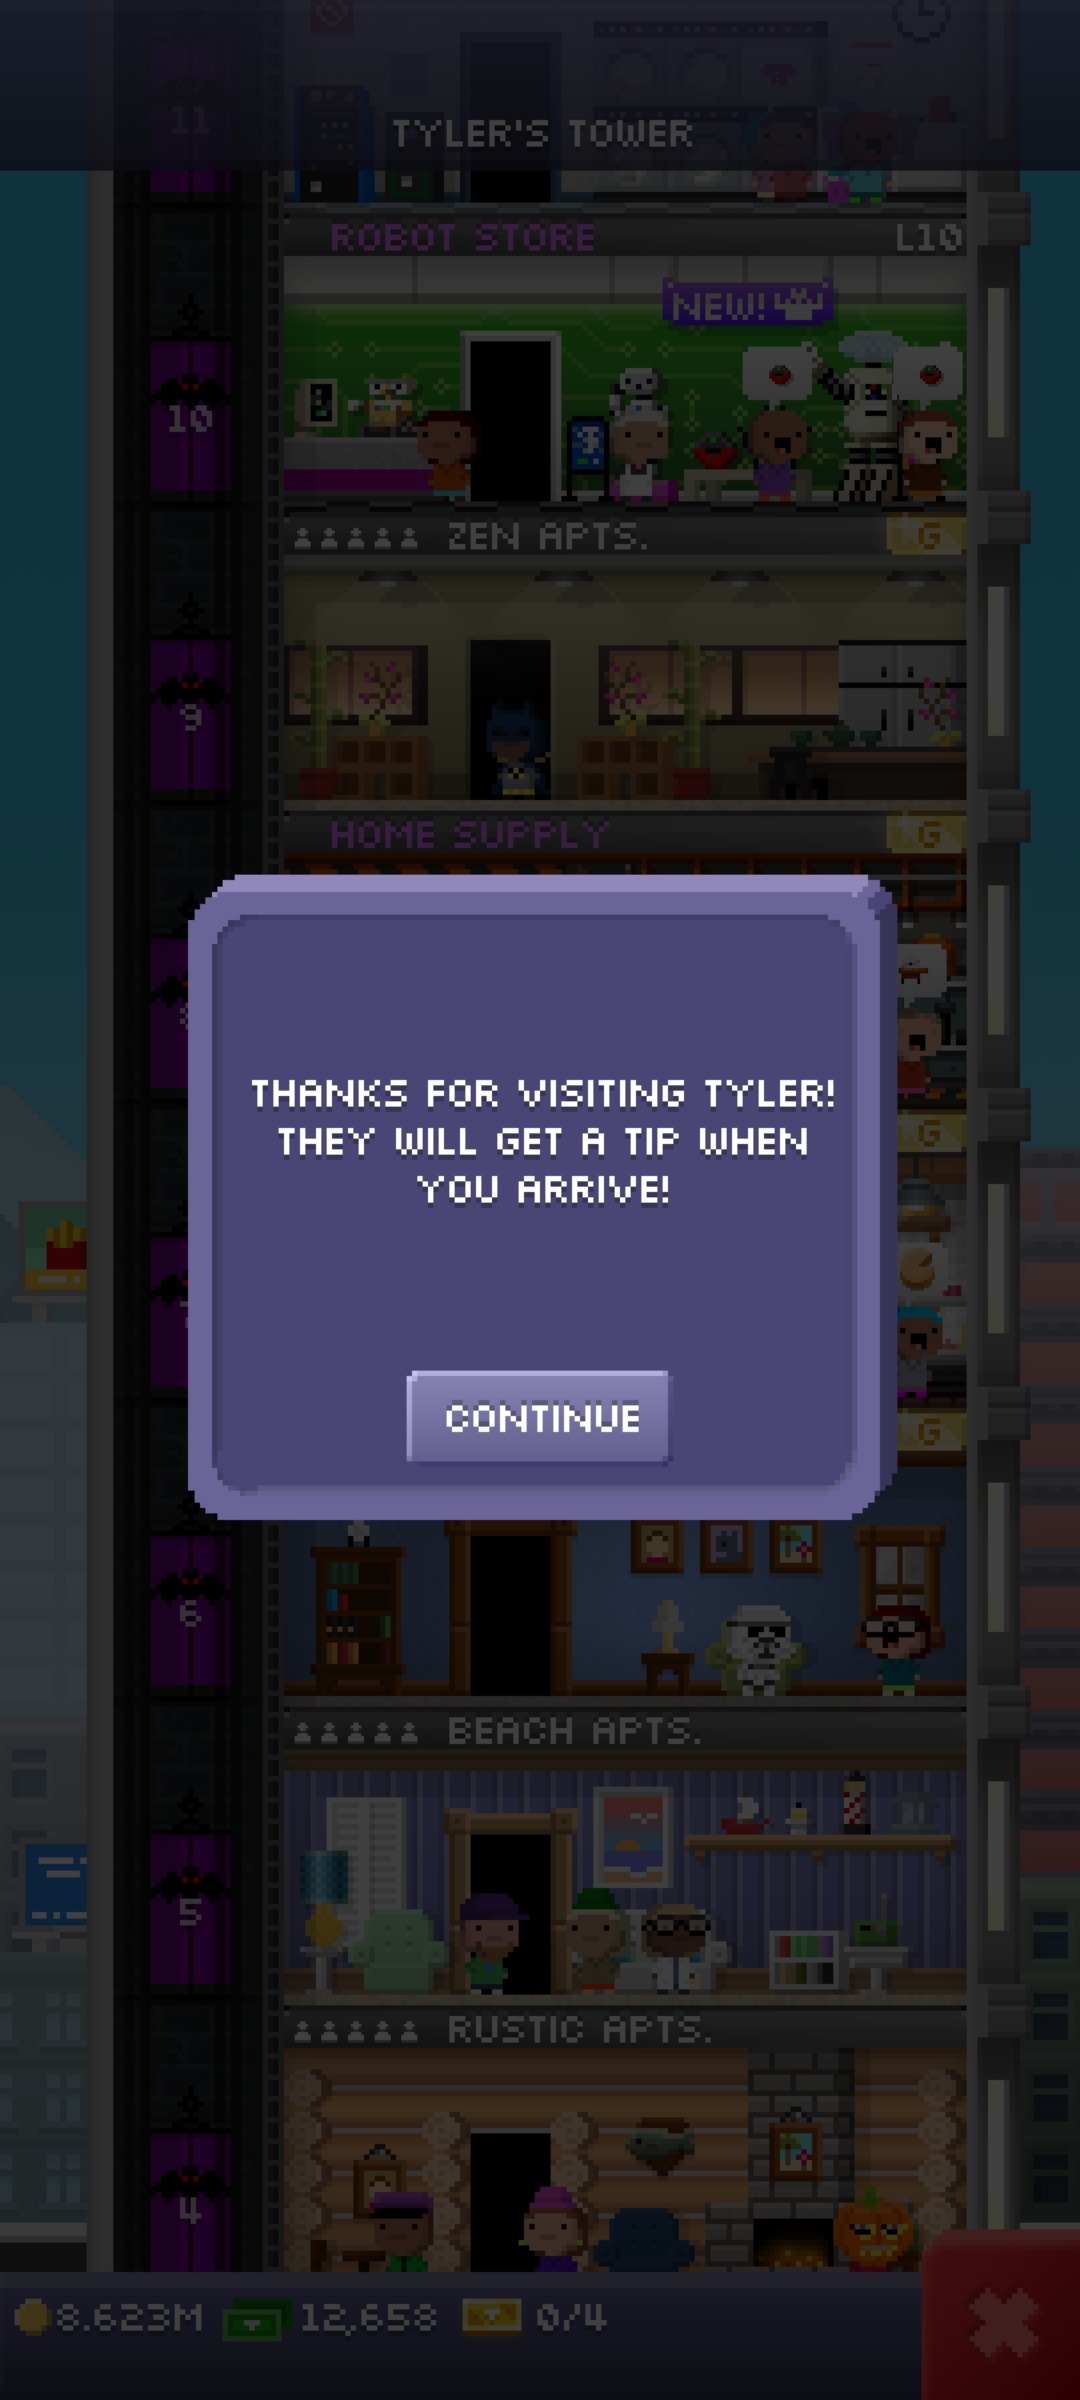 11
TYLER'S TOWER
ROBOT STORE L10
NEW!
10
ZEN APTS. G
9
HOME SUPPLY G
G
THANKS FOR VISITING TYLER!
THEY WILL GET A TIP WHEN
YOU ARRIVE!
CONTINUE
G
6
BEACH APTS.
5
RUSTIC APTS.
4
8.623M 12,658 0/4